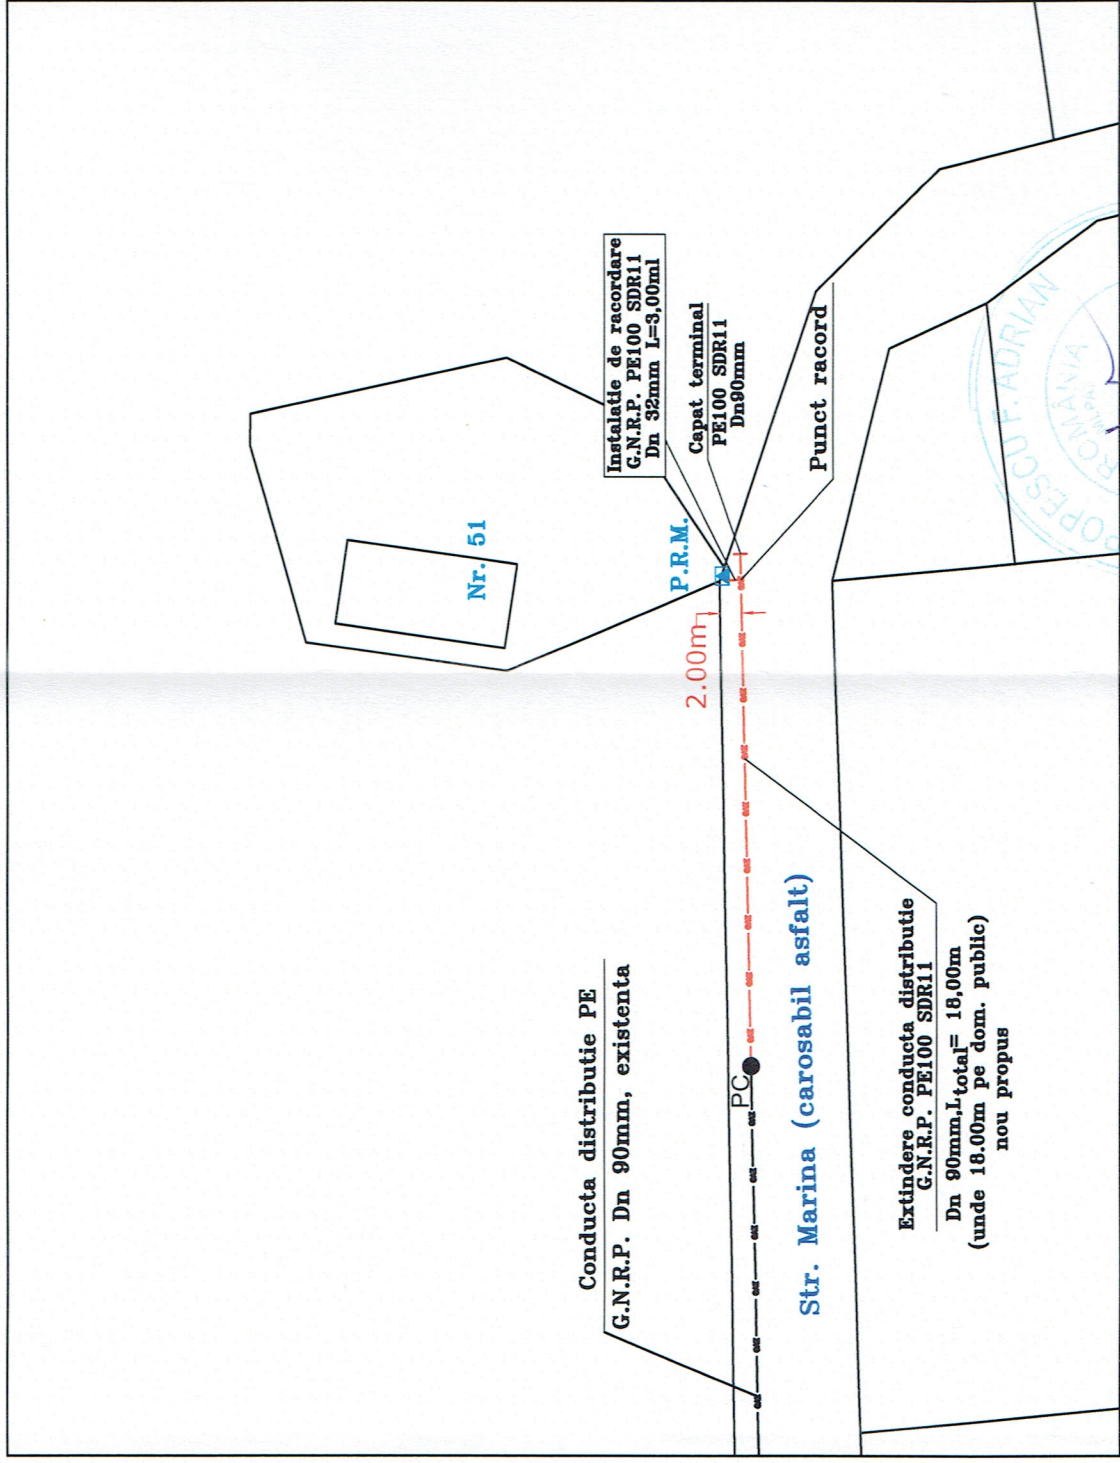 Nr. 51
Instalatie de racordare
G.N.R.P. PE100 SDR11
Dn 32mm L=3,00ml
Capat terminal
PE100 SDR11
Dn90mm
P.R.M.
Punct racord
2.00m
Conducta distributie PE
G.N.R.P. Dn 90mm, existenta
PC
Str. Marina (carosabil asfalt)
Extindere conducta distributie
G.N.R.P. PE100 SDR11
Dn 90mm,Ltotal= 18,00m
(unde 18.00m pe dom. public)
nou propus
F. ADRIAN
ROMÂNIA